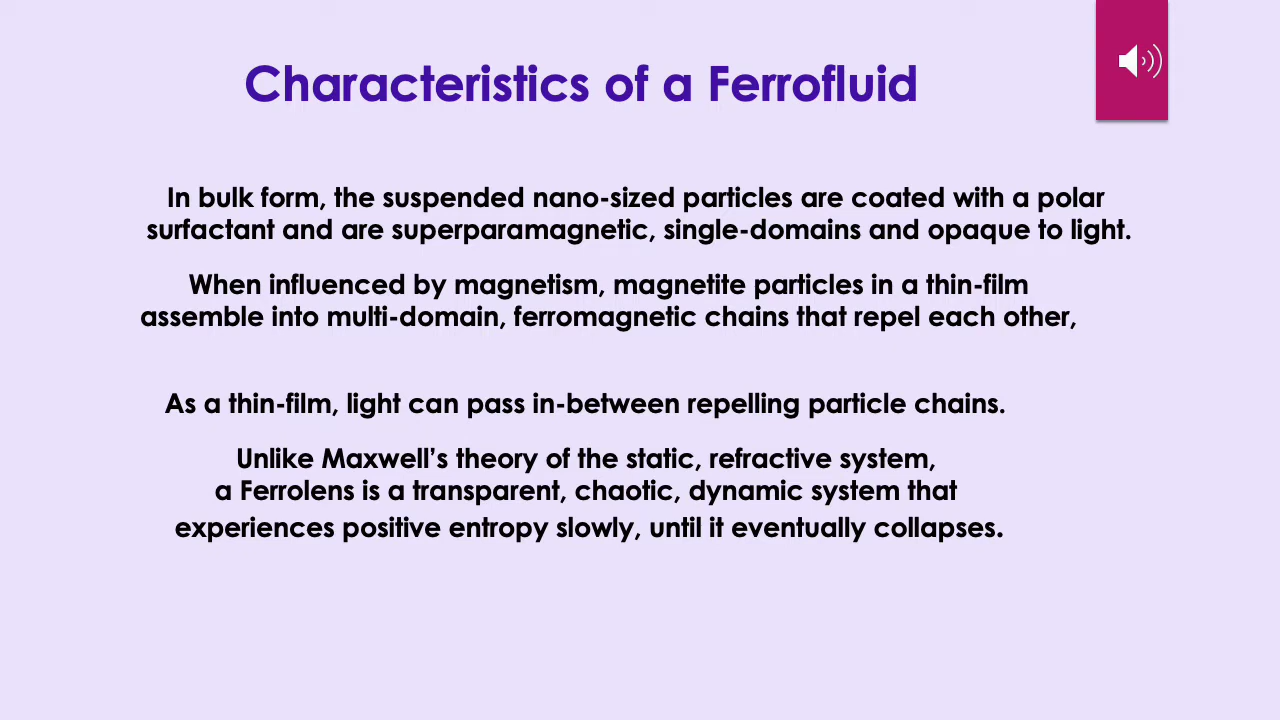 Characteristics of a Ferrofluid
In bulk form, the suspended nano-sized particles are coated with a polar
surfactant and are superparamagnetic, single-domains and opaque to light.
When influenced by magnetism, magnetite particles in a thin-film
assemble into multi-domain, ferromagnetic chains that repel each other,
As a thin-film, light can pass in-between repelling particle chains.
Unlike Maxwell’s theory of the static, refractive system,
a Ferrolens is a transparent, chaotic, dynamic system that
experiences positive entropy slowly, until it eventually collapses.